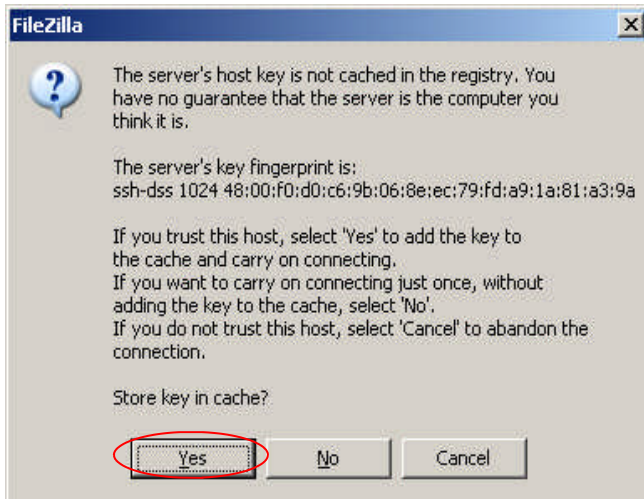 FileZilla
The server's host key is not cached in the registry. You
have no guarantee that the server is the computer you
think it is.
The server's key fingerprint is:
ssh-dss 1024 48:00:f0:d0:c6:9b:06:8e:ec:79:fd:a9:1a:81:a3:9a
If you trust this host, select 'Yes' to add the key to
the cache and carry on connecting.
If you want to carry on connecting just once, without
adding the key to the cache, select 'No'.
If you do not trust this host, select 'Cancel' to abandon the
connection.
Store key in cache?
Yes No Cancel